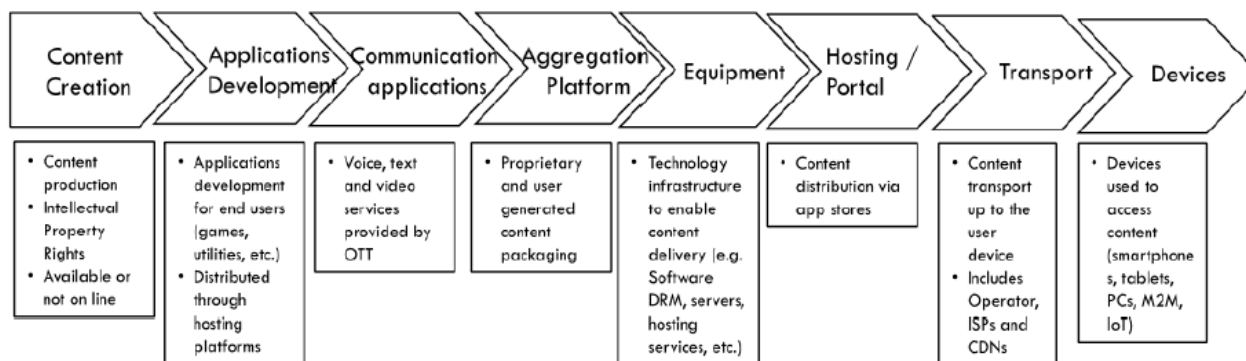 Content
Creation
Applications
Development
Communication
applications
Aggregation
Platform
Equipment
Hosting /
Portal
Transport
Devices
• Content
production
• Intellectual
Property
Rights
• Available or
not on line
• Applications
development
for end users
(games,
utilities, etc.)
• Distributed
through
hosting
platforms
• Voice, text
and video
services
provided by
OTT
• Proprietary
and user
generated
content
packaging
• Technology
infrastructure
to enable
content
delivery (e.g.
Software
DRM, servers,
hosting
services, etc.)
• Content
distribution via
app stores
• Content
transport
up to the
user
device
• Includes
Operator,
ISPs and
CDNs
• Devices
used to
access
content
(smartphone
s, tablets,
PCs, M2M,
IoT)